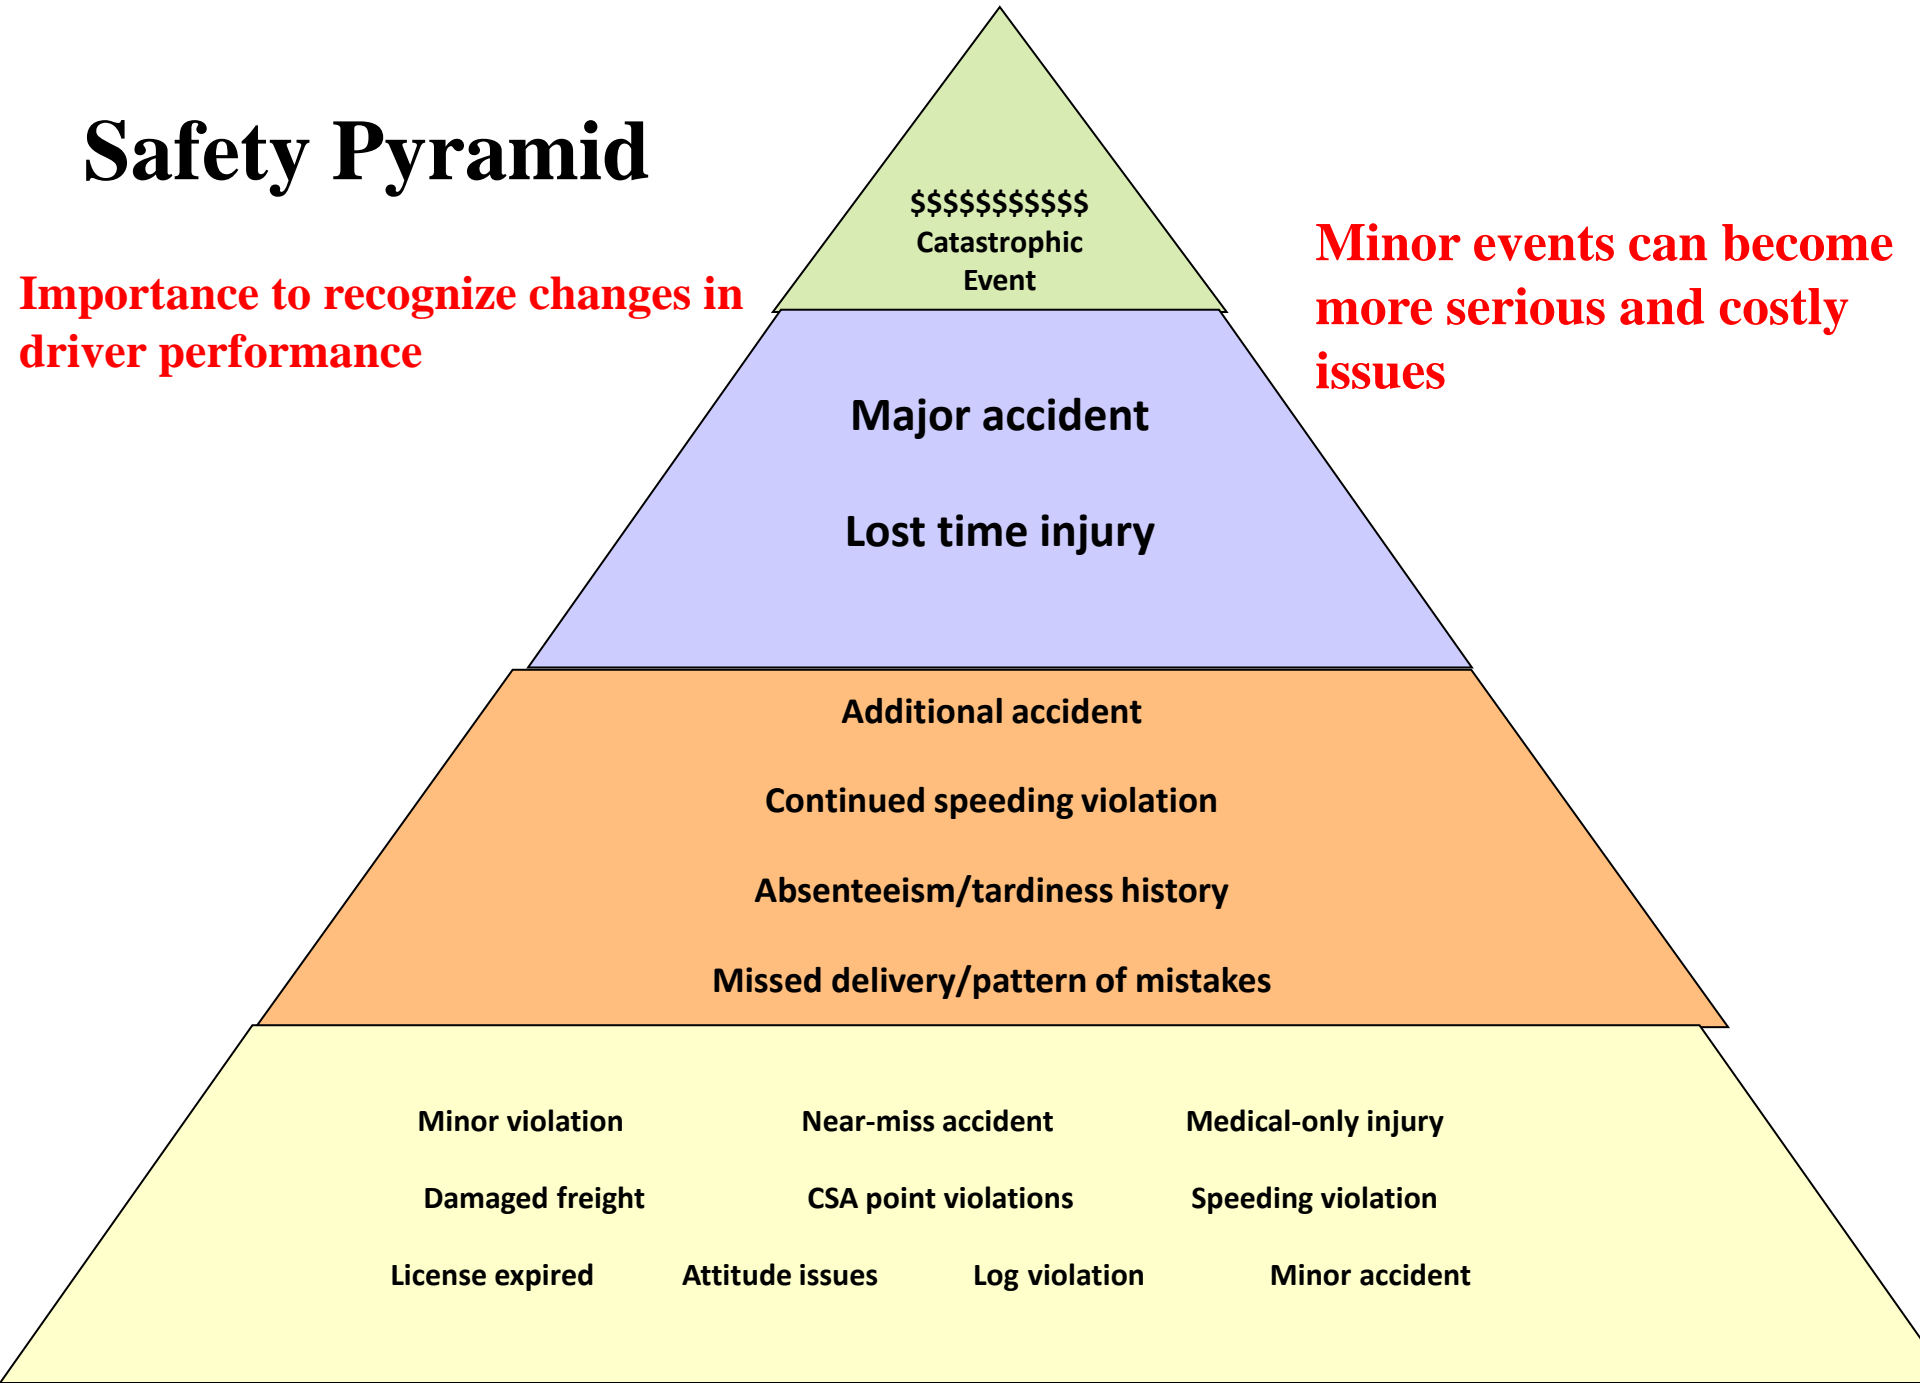 Safety Pyramid
Importance to recognize changes in
driver performance
$$$$$$$$$$$
Catastrophic
Event
Minor events can become
more serious and costly
issues
Major accident
Lost time injury
Additional accident
Continued speeding violation
Absenteeism/tardiness history
Missed delivery/pattern of mistakes
Minor violation Near-miss accident Medical-only injury
Damaged freight CSA point violations Speeding violation
License expired Attitude issues Log violation Minor accident